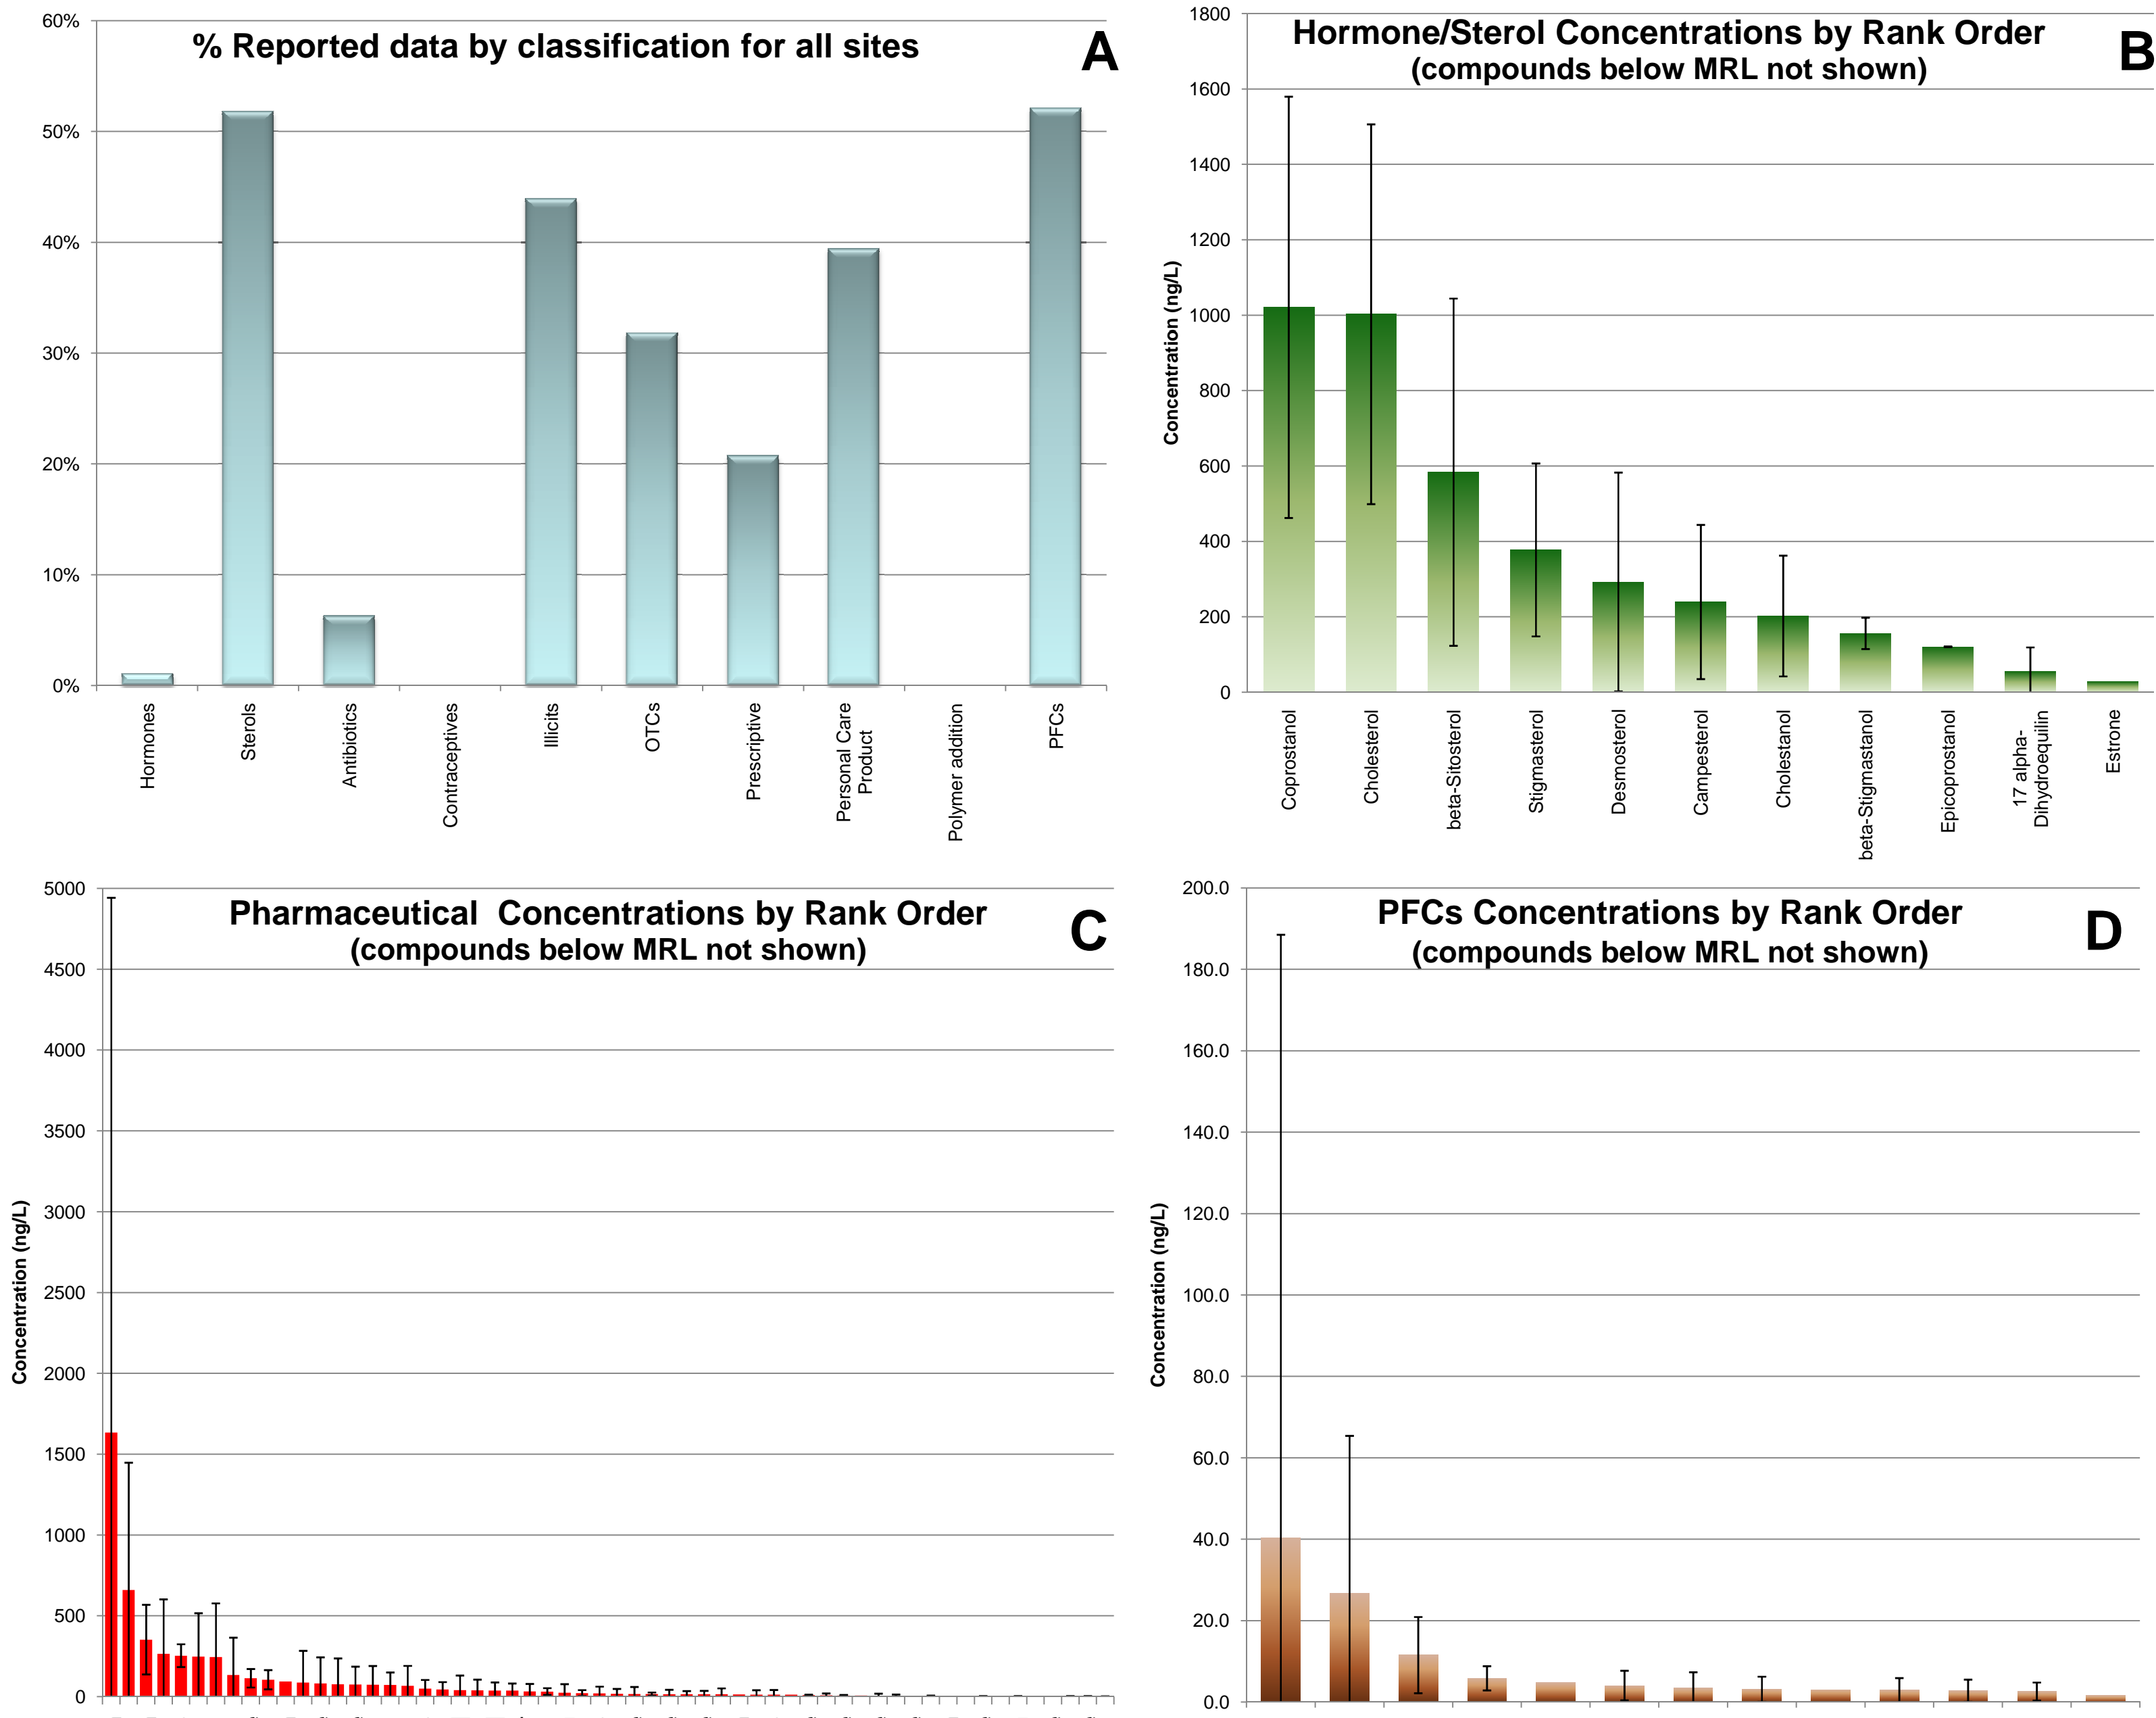 % Reported data by classification for all sites
A
60%
50%
40%
30%
20%
10%
0%
Hormones
Sterols
Antibiotics
Contraceptives
Illicits
OTCs
Prescriptive
Personal Care
Product
Polymer addition
PFCs
Hormone/Sterol Concentrations by Rank Order
(compounds below MRL not shown)
B
Concentration (ng/L)
1800
1600
1400
1200
1000
800
600
400
200
0
Coprostanol
Cholesterol
beta-Sitosterol
Stigmasterol
Desmosterol
Campesterol
Cholestanol
beta-Stigmastanol
Epicoprostanol
17 alpha-
Dihydroequilin
Estrone
Pharmaceutical Concentrations by Rank Order
(compounds below MRL not shown)
C
Concentration (ng/L)
5000
4500
4000
3500
3000
2500
2000
1500
1000
500
0
PFCs Concentrations by Rank Order
(compounds below MRL not shown)
D
Concentration (ng/L)
200.0
180.0
160.0
140.0
120.0
100.0
80.0
60.0
40.0
20.0
0.0